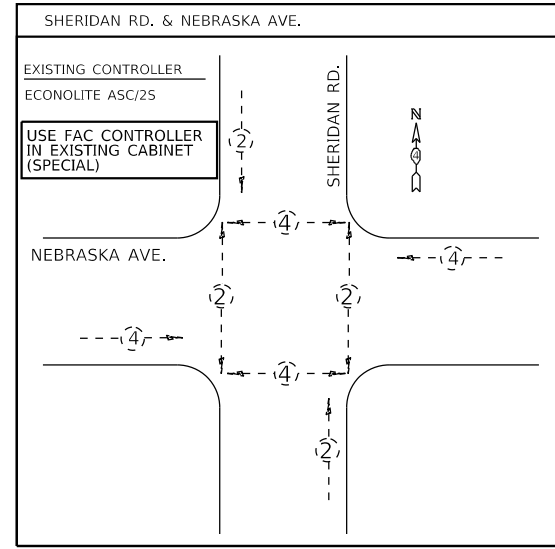 SHERIDAN RD. & NEBRASKA AVE.
EXISTING CONTROLLER
ECONOLITE ASC/2S
USE FAC CONTROLLER
IN EXISTING CABINET
(SPECIAL)
SHERIDAN RD.
N
4
2
4
NEBRASKA AVE.
4
2
2
4
4
2